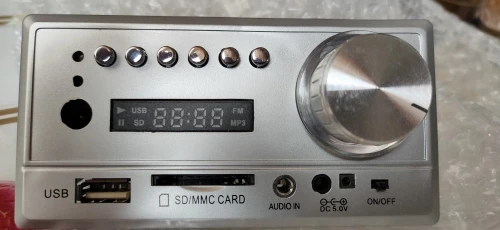 USB FM
88:88
SD MP3
USB
SD/MMC CARD
AUDIO IN
DC 5.0V
ON/OFF